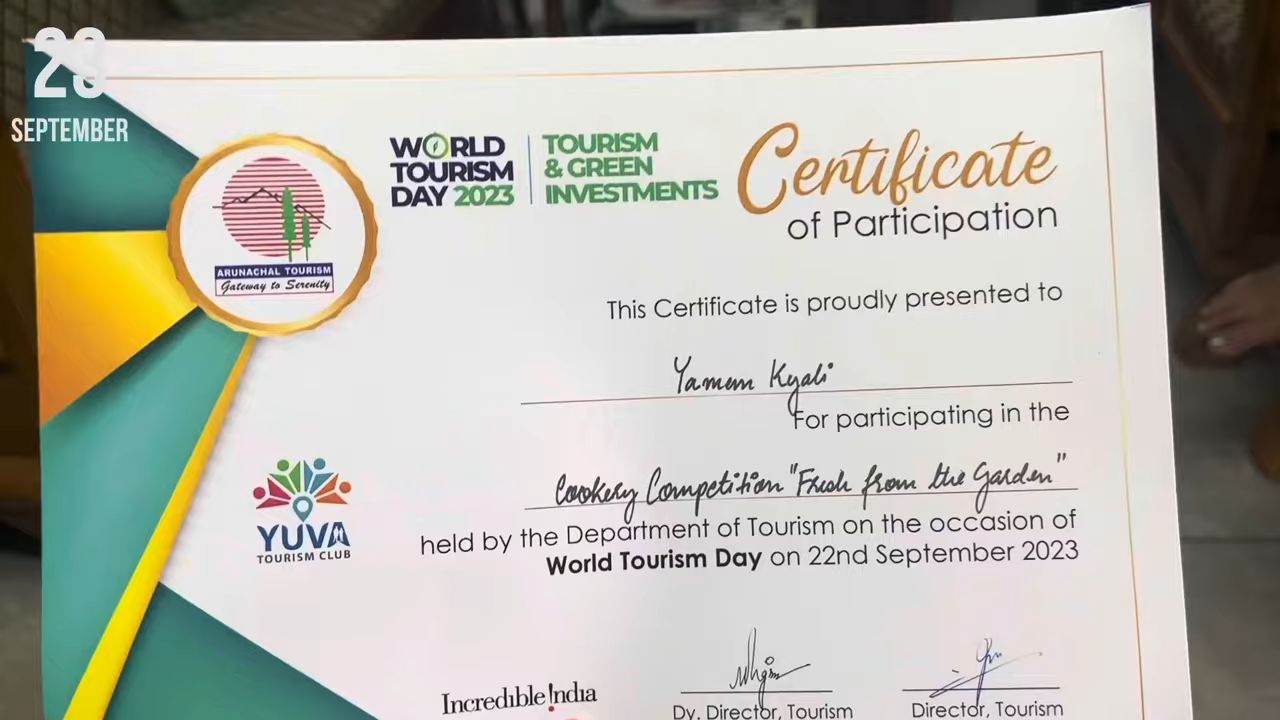 23
SEPTEMBER
WORLD
TOURISM
DAY 2023
TOURISM
& GREEN
INVESTMENTS
Certificate
of Participation
ARUNACHAL TOURISM
Gateway to Serenity
This Certificate is proudly presented to
Yamem Kyali
For participating in the
Cookery Competition "Fresh from the Garden"
held by the Department of Tourism on the occasion of
World Tourism Day on 22nd September 2023
YUVA
TOURISM CLUB
Incredible !ndia
Dy. Director, Tourism
Director, Tourism